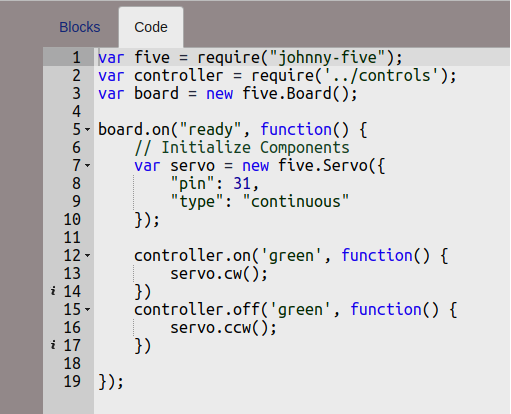 Blocks Code
1 var five = require("johnny-five");
2 var controller = require('../controls');
3 var board = new five.Board();
4
5 board.on("ready", function() {
6     // Initialize Components
7     var servo = new five.Servo({
8         "pin": 31,
9         "type": "continuous"
10     });
11
12     controller.on('green', function() {
13         servo.cw();
i 14     })
15     controller.off('green', function() {
16         servo.ccw();
i 17     })
18
19 });